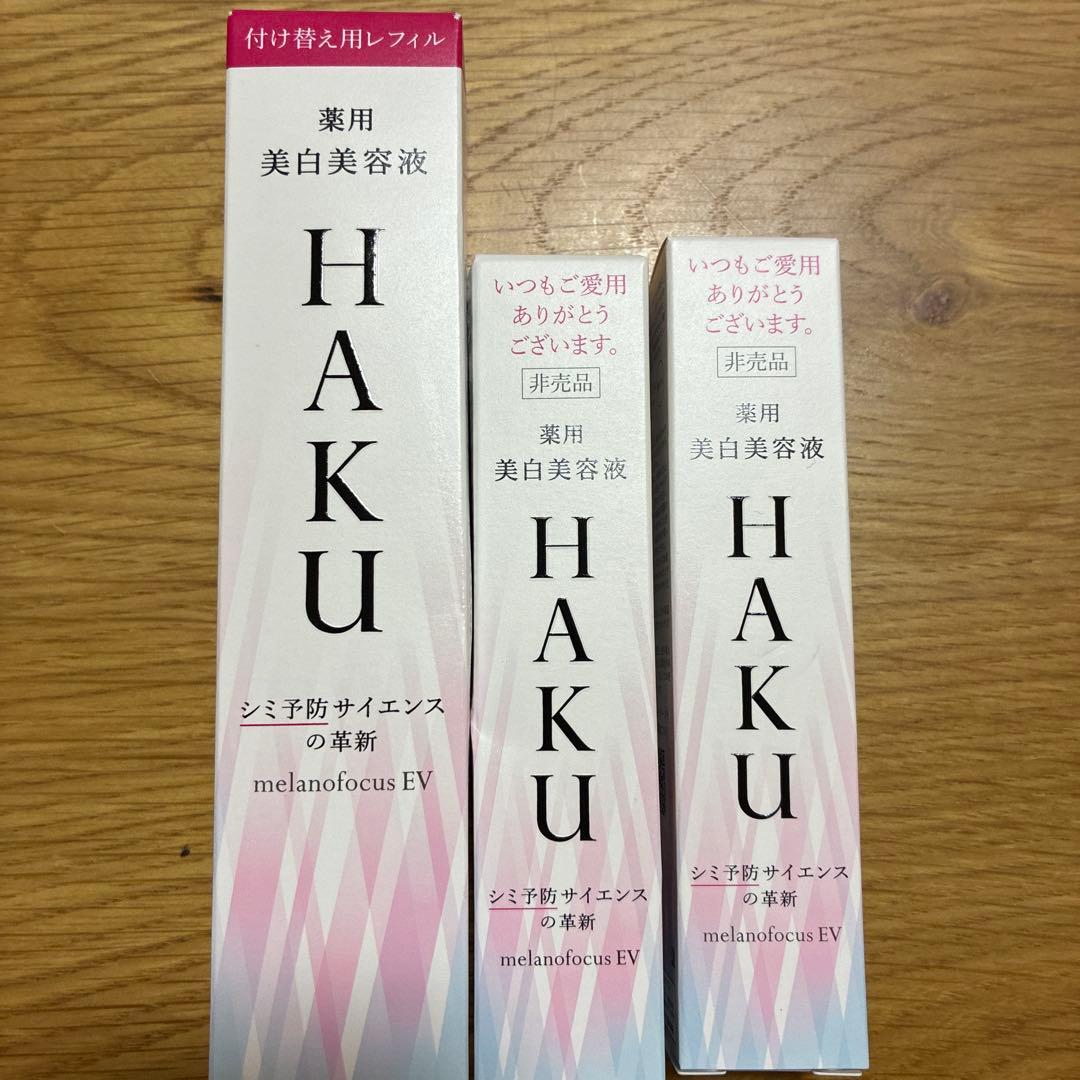 付け替え用レフィル
薬用
美白美容液
HAKU
シミ予防サイエンス
の革新
melanofocus EV
いつもご愛用
ありがとう
ございます。
非売品
薬用
美白美容液
HAKU
シミ予防サイエンス
の革新
melanofocus EV
いつもご愛用
ありがとう
ございます。
非売品
薬用
美白美容液
HAKU
シミ予防サイエンス
の革新
melanofocus EV